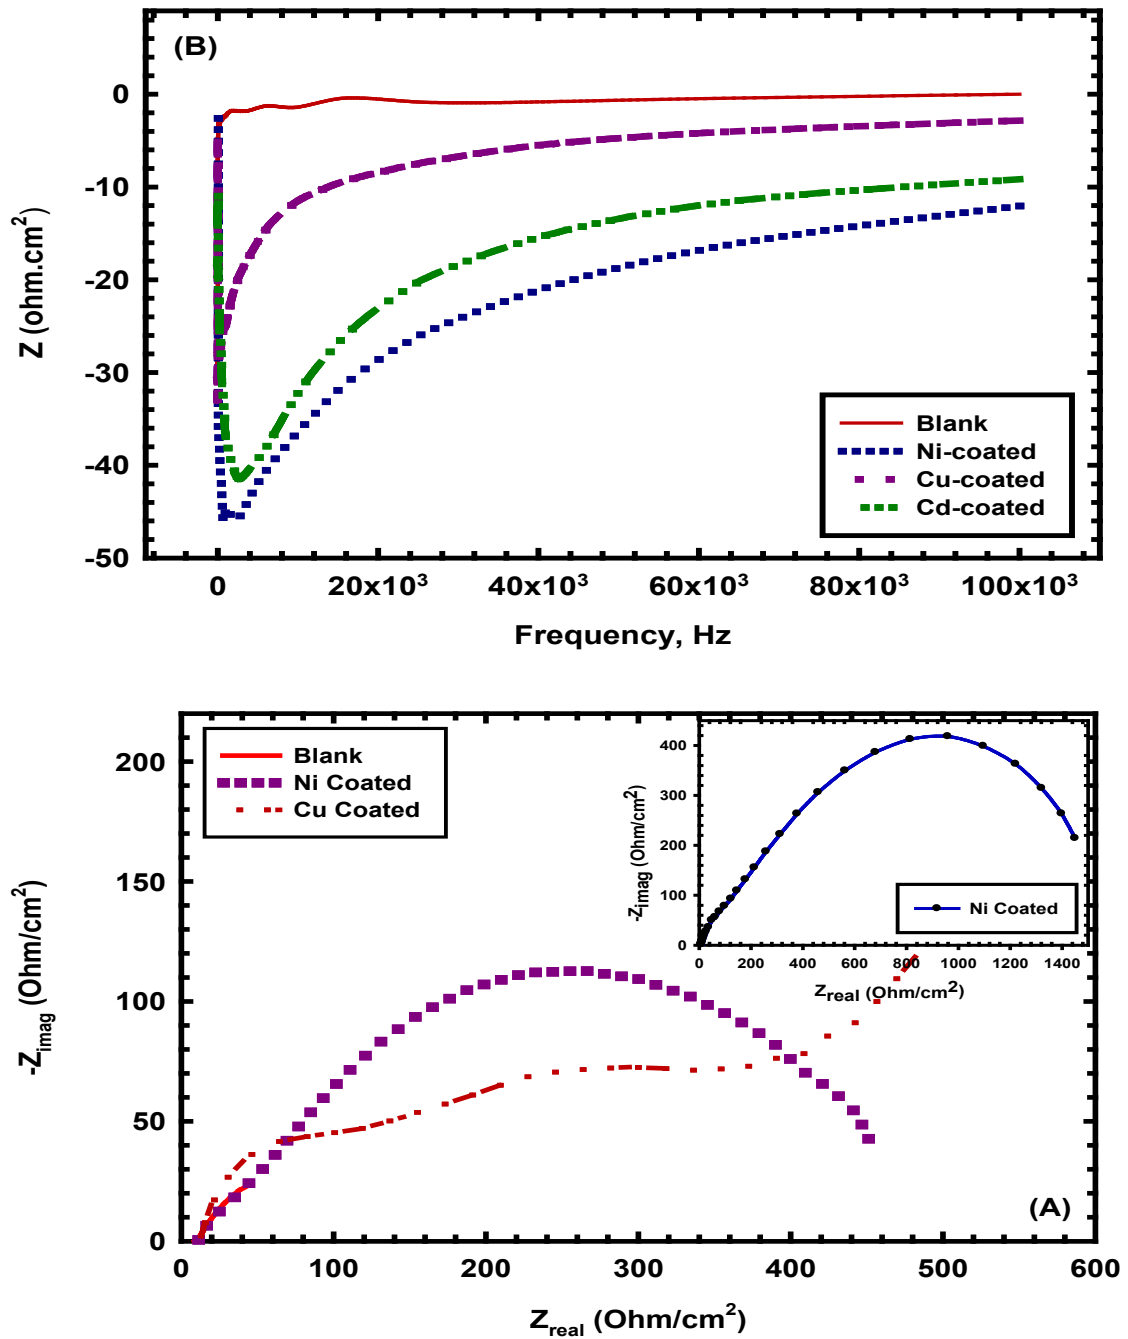 (B)
0
-10
-20
-30
-40
-50
Z (ohm.cm²)
Blank
Ni-coated
Cu-coated
Cd-coated
0 20x10³ 40x10³ 60x10³ 80x10³ 100x10³
Frequency, Hz
200
150
100
50
0
-Zimag (Ohm/cm²)
Blank
Ni Coated
Cu Coated
400
300
200
100
0
-Zimag (Ohm/cm²)
Ni Coated
0 200 400 600 800 1000 1200 1400
Zreal (Ohm/cm²)
(A)
0 100 200 300 400 500 600
Zreal (Ohm/cm²)